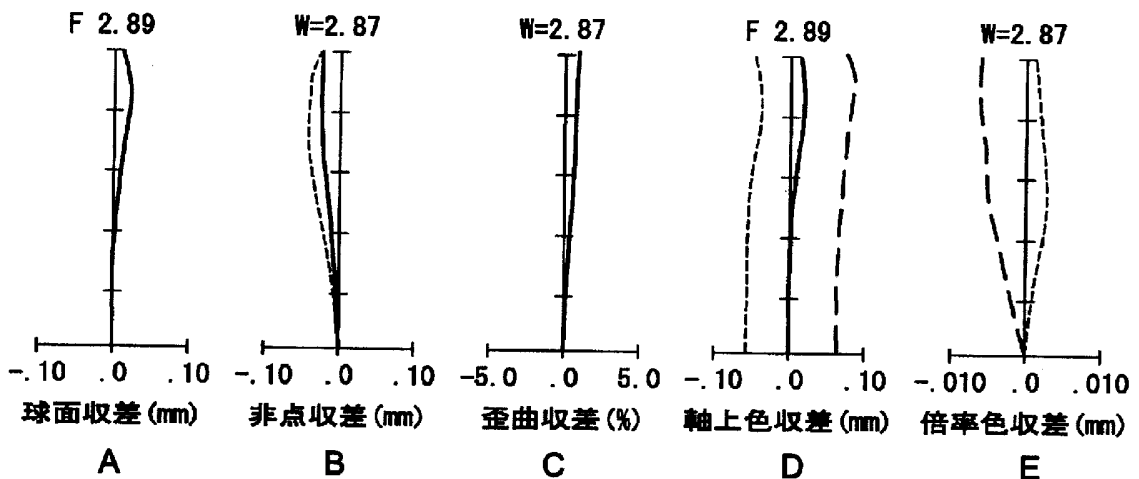 F 2.89 W=2.87 W=2.87 F 2.89 W=2.87
-.10 .0 .10 -.10 .0 .10 -5.0 .0 5.0 -.10 .0 .10 -.010 .0 .010
球面収差(mm) 非点収差(mm) 歪曲収差(%) 軸上色収差(mm) 倍率色収差(mm)
A B C D E